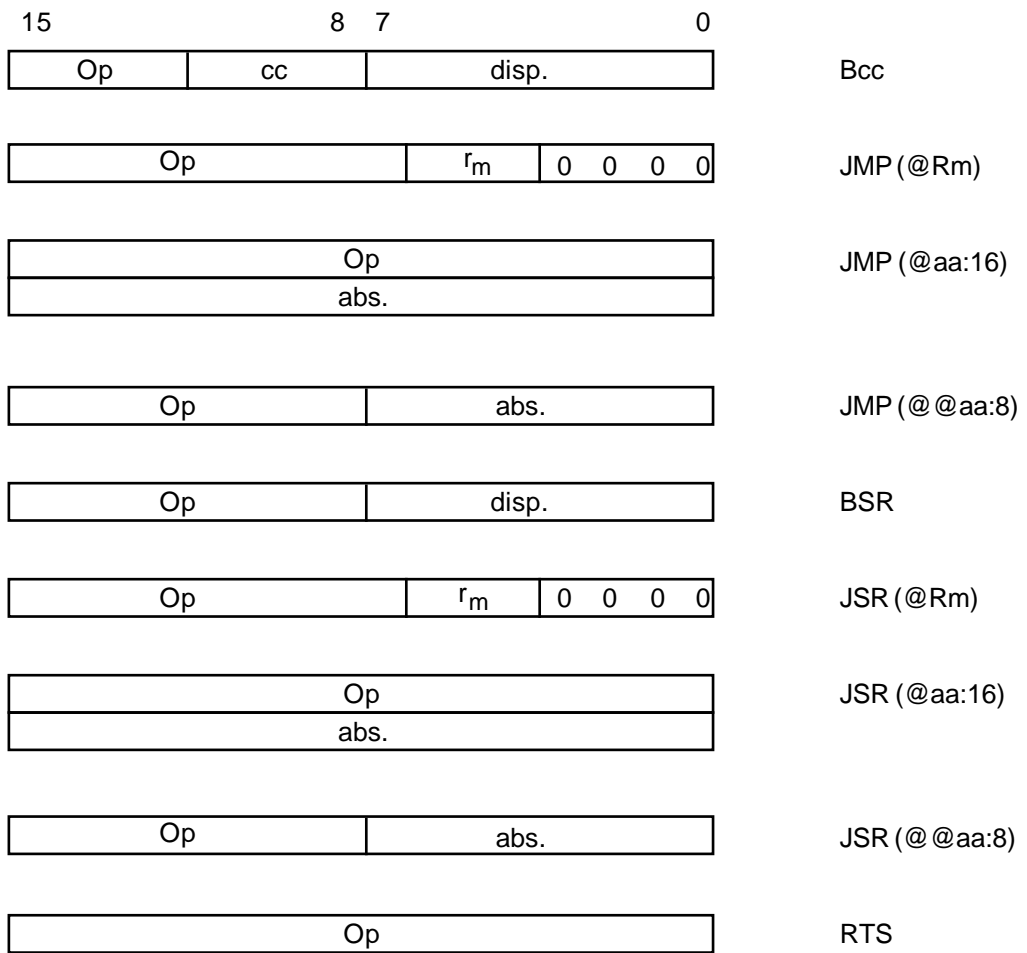 15 8 7 0
Op cc disp. Bcc
Op rm 0 0 0 0 JMP (@Rm)
Op JMP (@aa:16)
abs.
Op abs. JMP (@@aa:8)
Op disp. BSR
Op rm 0 0 0 0 JSR (@Rm)
Op JSR (@aa:16)
abs.
Op abs. JSR (@@aa:8)
Op RTS